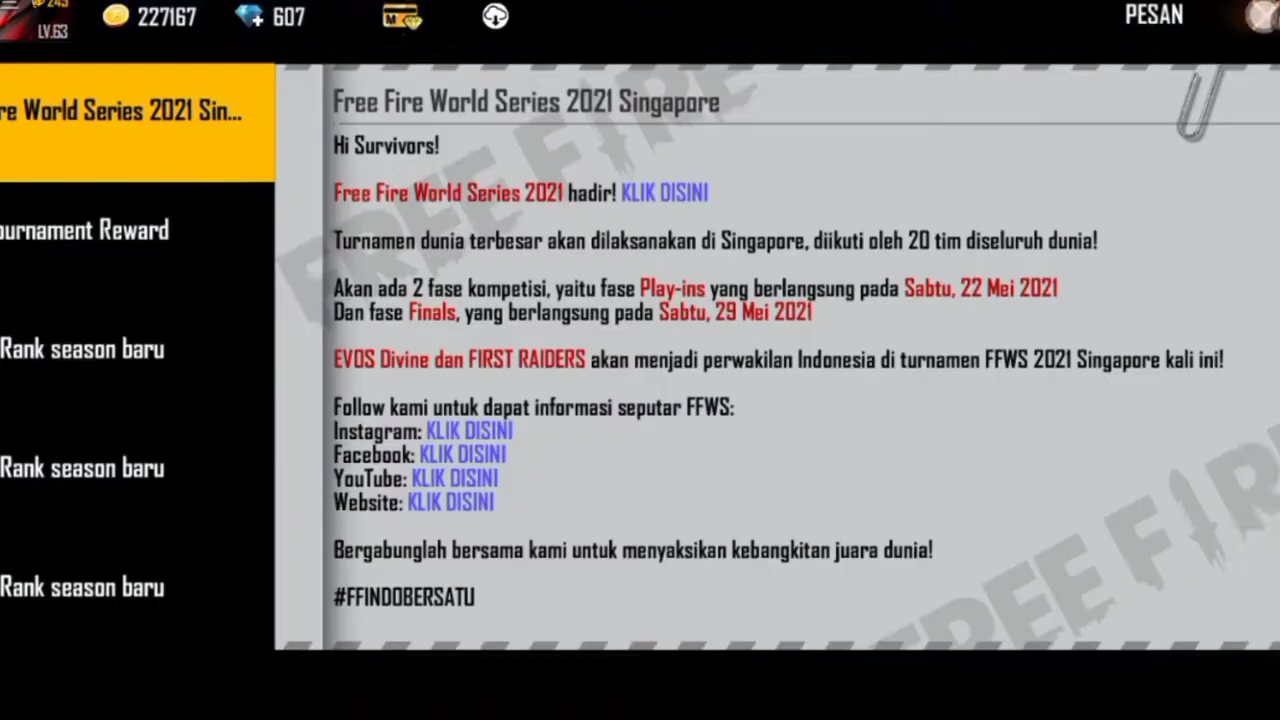 245
LV.63
227167
607
PESAN
re World Series 2021 Sin...
ournament Reward
Rank season baru
Rank season baru
Rank season baru
Free Fire World Series 2021 Singapore
Hi Survivors!
Free Fire World Series 2021 hadir! KLIK DISINI
Turnamen dunia terbesar akan dilaksanakan di Singapore, diikuti oleh 20 tim diseluruh dunia!
Akan ada 2 fase kompetisi, yaitu fase Play-ins yang berlangsung pada Sabtu, 22 Mei 2021
Dan fase Finals, yang berlangsung pada Sabtu, 29 Mei 2021
EVOS Divine dan FIRST RAIDERS akan menjadi perwakilan Indonesia di turnamen FFWS 2021 Singapore kali ini!
Follow kami untuk dapat informasi seputar FFWS:
Instagram: KLIK DISINI
Facebook: KLIK DISINI
YouTube: KLIK DISINI
Website: KLIK DISINI
Bergabunglah bersama kami untuk menyaksikan kebangkitan juara dunia!
#FFINDOBERSATU
FREE FIRE
FREE FIRE